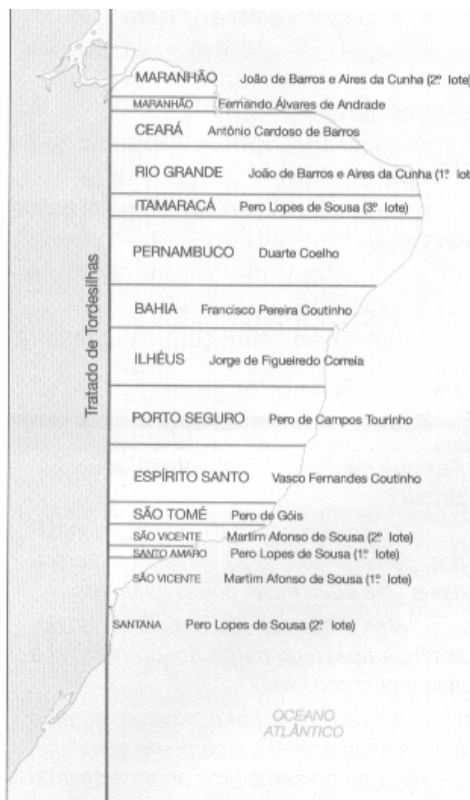 MARANHÃO João de Barros e Aires da Cunha (2º lote)
MARANHÃO Fernando Álvares de Andrade
CEARÁ Antônio Cardoso de Barros
RIO GRANDE João de Barros e Aires da Cunha (1º lot
ITAMARACÁ Pero Lopes de Sousa (3º lote)
PERNAMBUCO Duarte Coelho
BAHIA Francisco Pereira Coutinho
ILHÉUS Jorge de Figueiredo Correia
PORTO SEGURO Pero de Campos Tourinho
ESPÍRITO SANTO Vasco Fernandes Coutinho
SÃO TOMÉ Pero de Góis
SÃO VICENTE Martim Afonso de Sousa (2º lote)
SANTO AMARO Pero Lopes de Sousa (1º lote)
SÃO VICENTE Martim Afonso de Sousa (1º lote)
SANTANA Pero Lopes de Sousa (2º lote)
Tratado de Tordesilhas
OCEANO
ATLÂNTICO